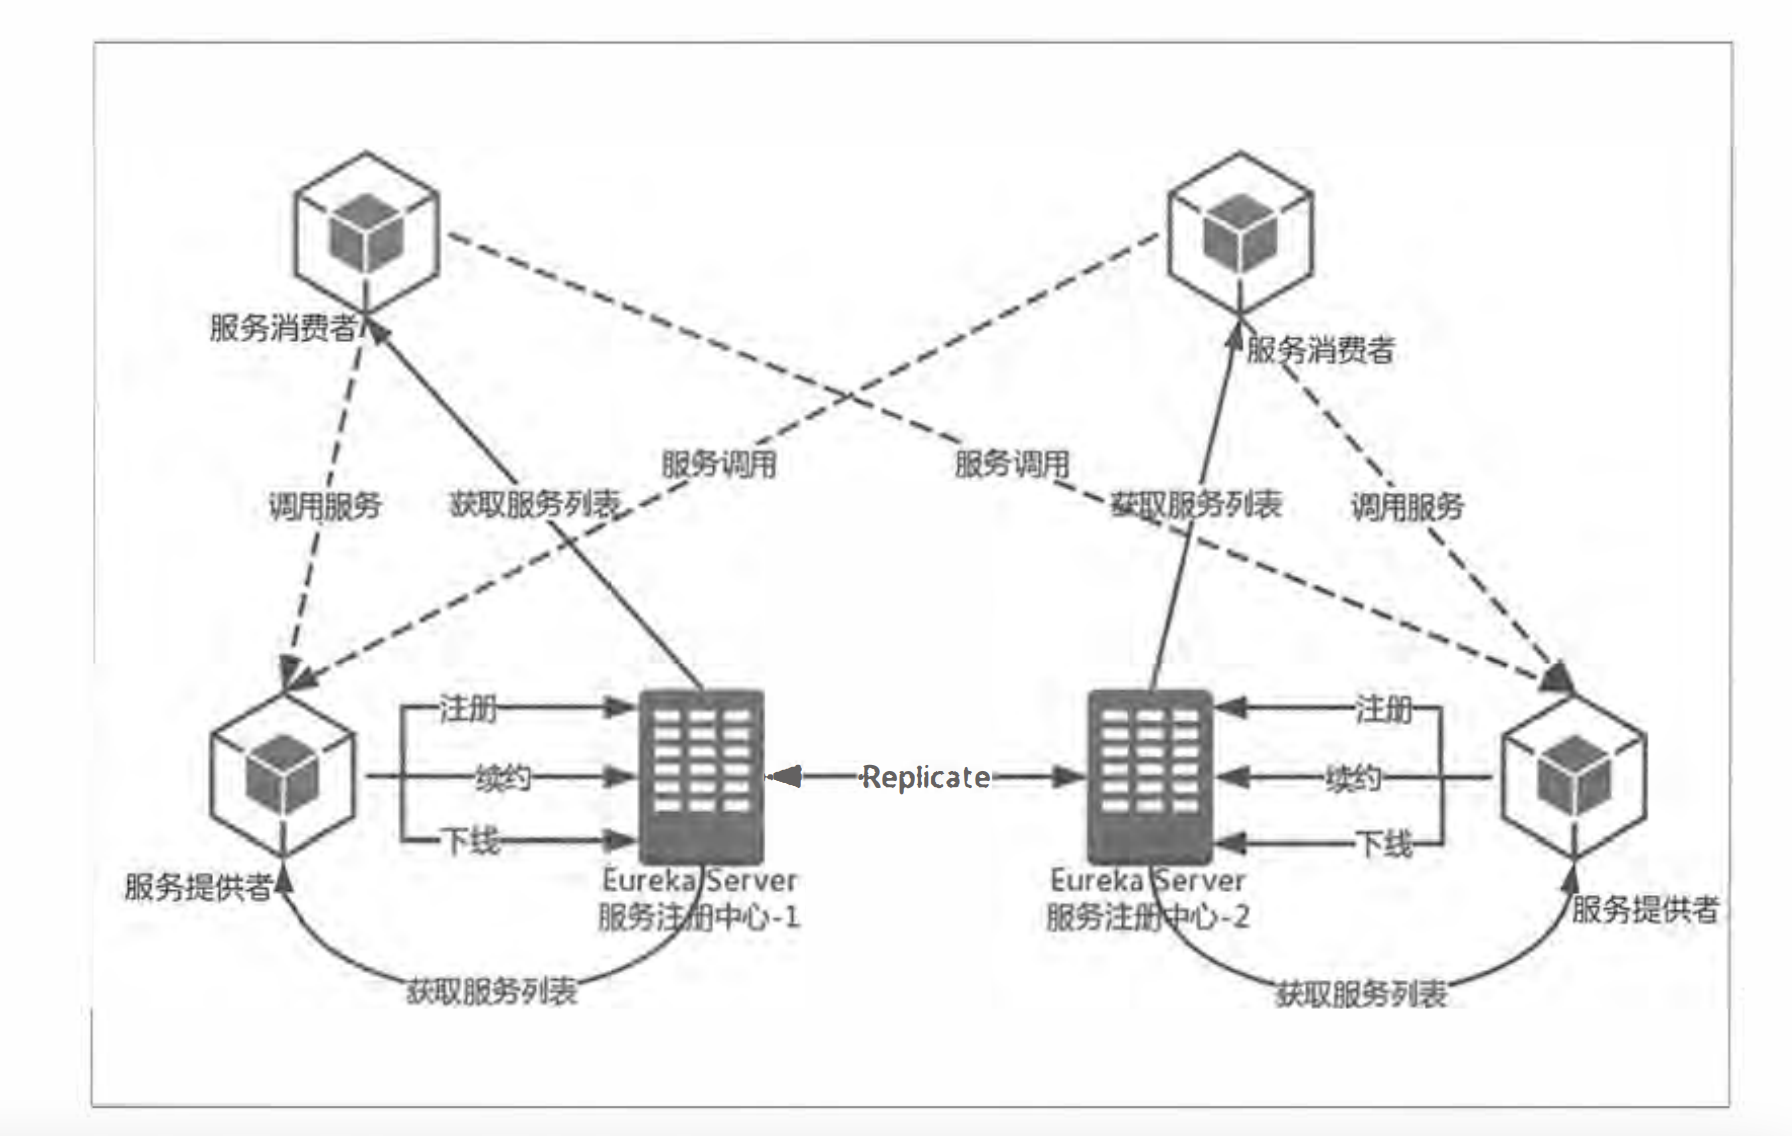 服务消费者
服务消费者
服务调用
服务调用
调用服务
获取服务列表
获取服务列表
调用服务
注册
注册
续约
Replicate
续约
下线
下线
服务提供者
Eureka Server
服务注册中心-1
Eureka Server
服务注册中心-2
服务提供者
获取服务列表
获取服务列表